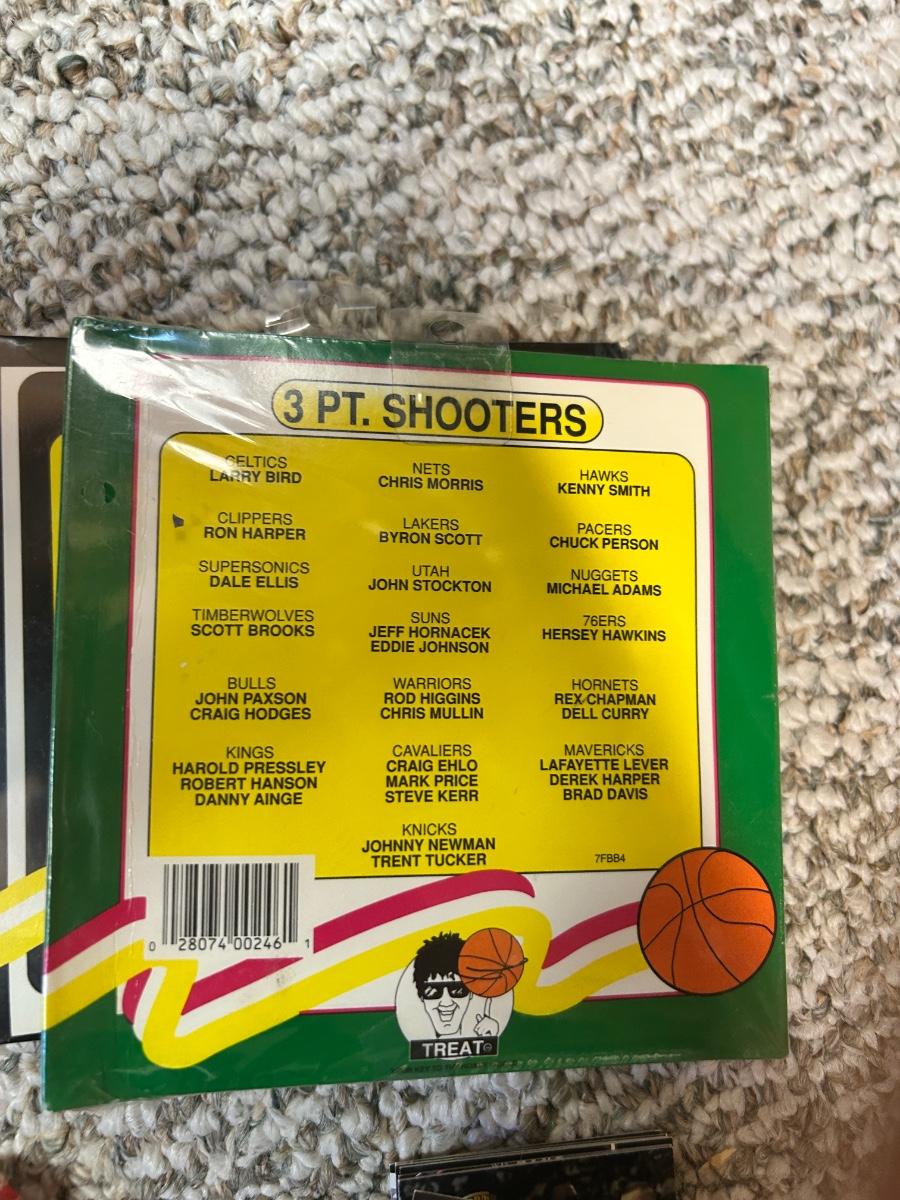 3 PT. SHOOTERS
CELTICS
LARRY BIRD
NETS
CHRIS MORRIS
HAWKS
KENNY SMITH
CLIPPERS
RON HARPER
LAKERS
BYRON SCOTT
PACERS
CHUCK PERSON
SUPERSONICS
DALE ELLIS
UTAH
JOHN STOCKTON
NUGGETS
MICHAEL ADAMS
TIMBERWOLVES
SCOTT BROOKS
SUNS
JEFF HORNACEK
EDDIE JOHNSON
76ERS
HERSEY HAWKINS
BULLS
JOHN PAXSON
CRAIG HODGES
WARRIORS
ROD HIGGINS
CHRIS MULLIN
HORNETS
REX CHAPMAN
DELL CURRY
KINGS
HAROLD PRESSLEY
ROBERT HANSON
DANNY AINGE
CAVALIERS
CRAIG EHLO
MARK PRICE
STEVE KERR
MAVERICKS
LAFAYETTE LEVER
DEREK HARPER
BRAD DAVIS
KNICKS
JOHNNY NEWMAN
TRENT TUCKER
7FBB4
0 28074 00246 1
TREAT